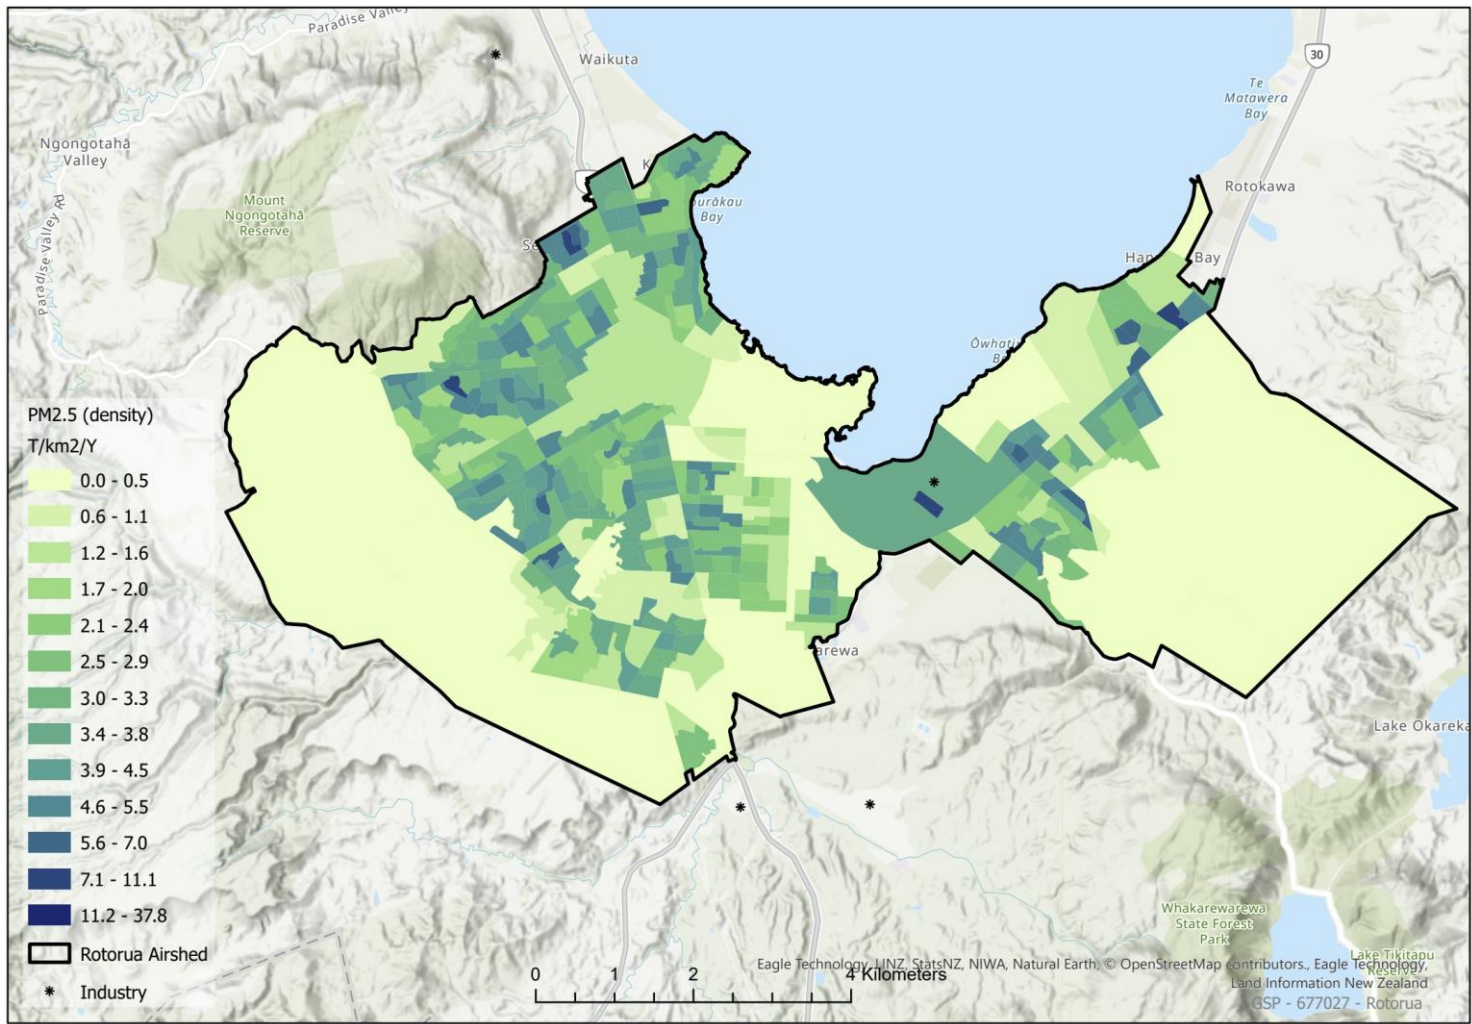 Paradise Valley
Waikuta
30
Te
Matawera
Bay
Ngongotahā
Valley
Rotokawa
Mount
Ngongotahā
Reserve
Bay
Paradise Valley Rd
Bay
PM2.5 (density)
T/km2/Y
0.0 - 0.5
0.6 - 1.1
1.2 - 1.6
1.7 - 2.0
2.1 - 2.4
2.5 - 2.9
3.0 - 3.3
3.4 - 3.8
3.9 - 4.5
4.6 - 5.5
5.6 - 7.0
7.1 - 11.1
11.2 - 37.8
Rotorua Airshed
Industry
Lake Okareka
Whakarewarewa
State Forest
Park
Lake Tikitapu
Reserve
0 1 2 4 Kilometers
Eagle Technology, LINZ, StatsNZ, NIWA, Natural Earth, © OpenStreetMap contributors., Eagle Technology,
Land Information New Zealand
GSP - 677027 - Rotorua